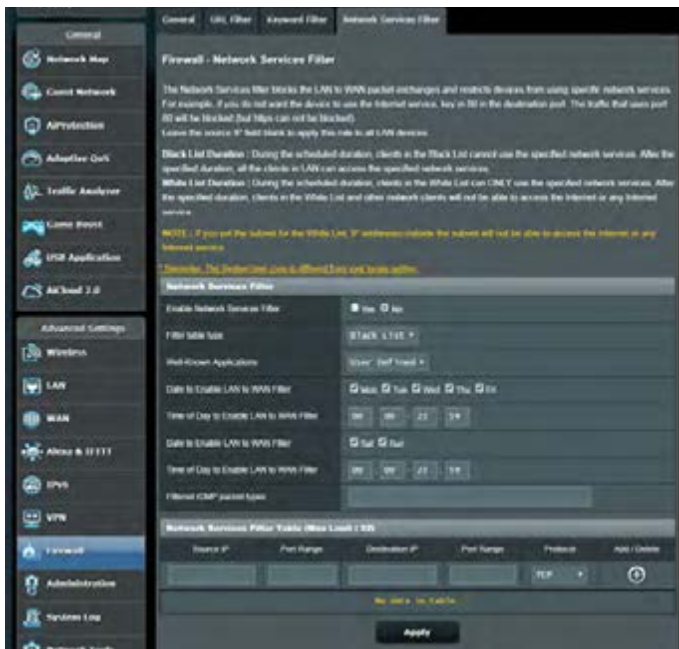 General
URL Filter
Keyword Filter
Network Services Filter
General
Network Map
Guest Network
AiProtection
Adaptive QoS
Traffic Analyzer
Game Boost
USB Application
AiCloud 2.0
Advanced Settings
Wireless
LAN
WAN
Alexa & IFTTT
IPv6
VPN
Firewall
Administration
System Log
Network Tools
Firewall - Network Services Filter
The Network Services filter blocks the LAN to WAN packet exchanges and restricts devices from using specific network services.
For example, if you do not want the device to use the Internet service, key in 80 in the destination port. The traffic that uses port
80 will be blocked (but https can not be blocked).
Leave the source IP field blank to apply this rule to all LAN devices.
Black List Duration : During the scheduled duration, clients in the Black List cannot use the specified network services. After the
specified duration, all the clients in LAN can access the specified network services.
White List Duration : During the scheduled duration, clients in the White List can ONLY use the specified network services. After
the specified duration, clients in the White List and other network clients will not be able to access the Internet or any Internet
service.
NOTE : If you set the subnet for the White List, IP addresses outside the subnet will not be able to access the Internet or any
Internet service.
* Reminder: The System time zone is different from your locale setting.
Network Services Filter
Enable Network Services Filter
Yes No
Filter table type
Black List
Well-Known Applications
User Defined
Date to Enable LAN to WAN Filter
Mon Tue Wed Thu Fri
Time of Day to Enable LAN to WAN Filter
00 : 00 - 23 : 59
Date to Enable LAN to WAN Filter
Sat Sun
Time of Day to Enable LAN to WAN Filter
00 : 00 - 23 : 59
Filtered ICMP packet types
Network Services Filter Table (Max Limit : 32)
Source IP
Port Range
Destination IP
Port Range
Protocol
Add / Delete
TCP
No data in table.
Apply